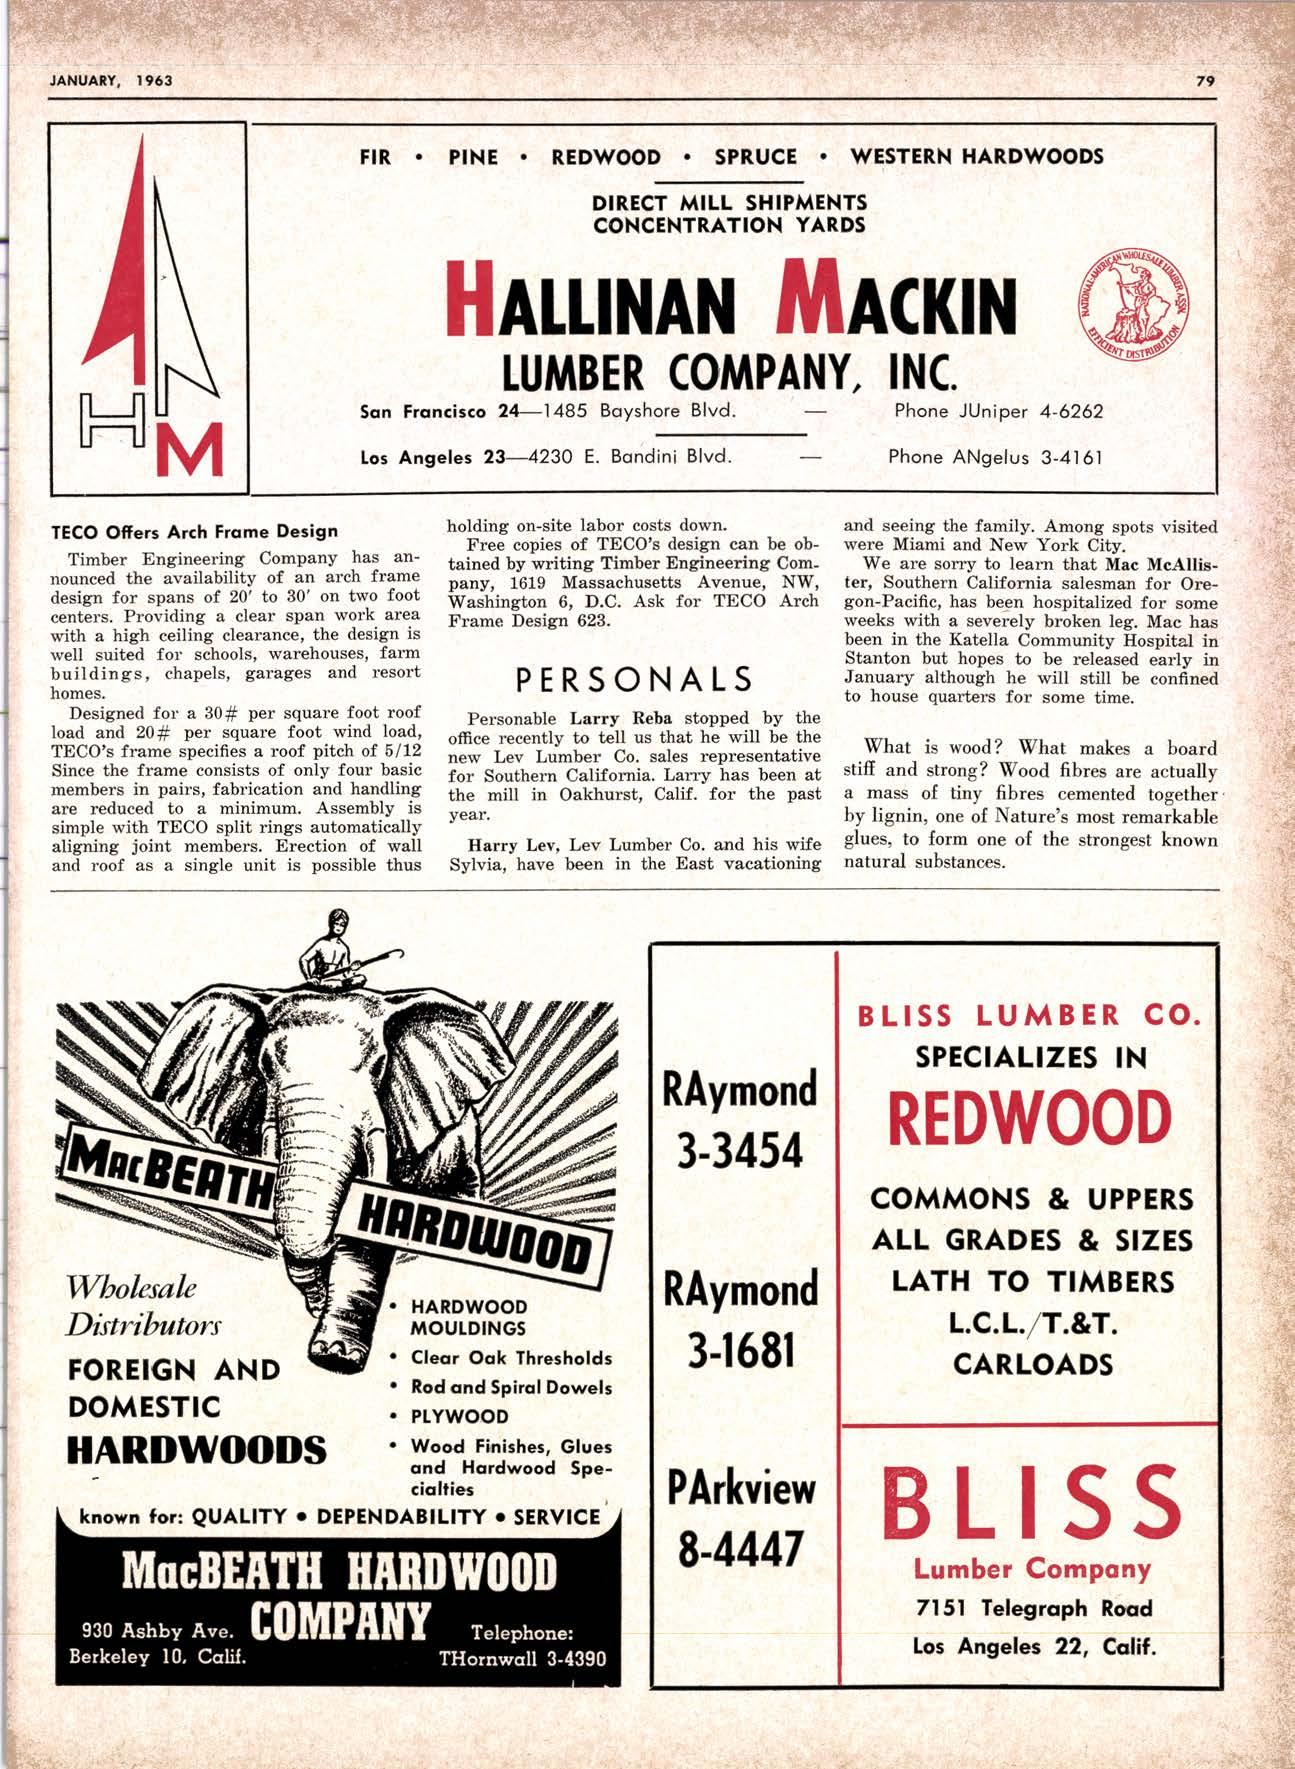 JANUARY, 1963
79
FIR • PINE • REDWOOD • SPRUCE • WESTERN HARDWOODS
DIRECT MILL SHIPMENTS
CONCENTRATION YARDS
HALLINAN MACKIN
LUMBER COMPANY, INC.
San Francisco 24—1485 Bayshore Blvd. — Phone JUniper 4-6262
Los Angeles 23—4230 E. Bandini Blvd. — Phone ANgelus 3-4161
H M
NATIONAL-AMERICAN WHOLESALE LUMBER ASSN.
EFFICIENT DISTRIBUTION
TECO Offers Arch Frame Design
Timber Engineering Company has an-
nounced the availability of an arch frame
design for spans of 20' to 30' on two foot
centers. Providing a clear span work area
with a high ceiling clearance, the design is
well suited for schools, warehouses, farm
buildings, chapels, garages and resort
homes.
Designed for a 30# per square foot roof
load and 20# per square foot wind load,
TECO's frame specifies a roof pitch of 5/12
Since the frame consists of only four basic
members in pairs, fabrication and handling
are reduced to a minimum. Assembly is
simple with TECO split rings automatically
aligning joint members. Erection of wall
and roof as a single unit is possible thus
holding on-site labor costs down.
Free copies of TECO's design can be ob-
tained by writing Timber Engineering Com-
pany, 1619 Massachusetts Avenue, NW,
Washington 6, D.C. Ask for TECO Arch
Frame Design 623.
PERSONALS
Personable Larry Reba stopped by the
office recently to tell us that he will be the
new Lev Lumber Co. sales representative
for Southern California. Larry has been at
the mill in Oakhurst, Calif. for the past
year.
Harry Lev, Lev Lumber Co. and his wife
Sylvia, have been in the East vacationing
and seeing the family. Among spots visited
were Miami and New York City.
We are sorry to learn that Mac McAllis-
ter, Southern California salesman for Ore-
gon-Pacific, has been hospitalized for some
weeks with a severely broken leg. Mac has
been in the Katella Community Hospital in
Stanton but hopes to be released early in
January although he will still be confined
to house quarters for some time.
What is wood? What makes a board
stiff and strong? Wood fibres are actually
a mass of tiny fibres cemented together
by lignin, one of Nature's most remarkable
glues, to form one of the strongest known
natural substances.
MacBEATH
HARDWOOD
Wholesale
Distributors
FOREIGN AND
DOMESTIC
HARDWOODS
• HARDWOOD
MOULDINGS
• Clear Oak Thresholds
• Rod and Spiral Dowels
• PLYWOOD
• Wood Finishes, Glues
and Hardwood Spe-
cialties
known for: QUALITY • DEPENDABILITY • SERVICE
MacBEATH HARDWOOD
COMPANY
930 Ashby Ave.
Berkeley 10, Calif.
Telephone:
THornwall 3-4390
RAymond
3-3454
RAymond
3-1681
PArkview
8-4447
BLISS LUMBER CO.
SPECIALIZES IN
REDWOOD
COMMONS & UPPERS
ALL GRADES & SIZES
LATH TO TIMBERS
L.C.L./T.&T.
CARLOADS
BLISS
Lumber Company
7151 Telegraph Road
Los Angeles 22, Calif.